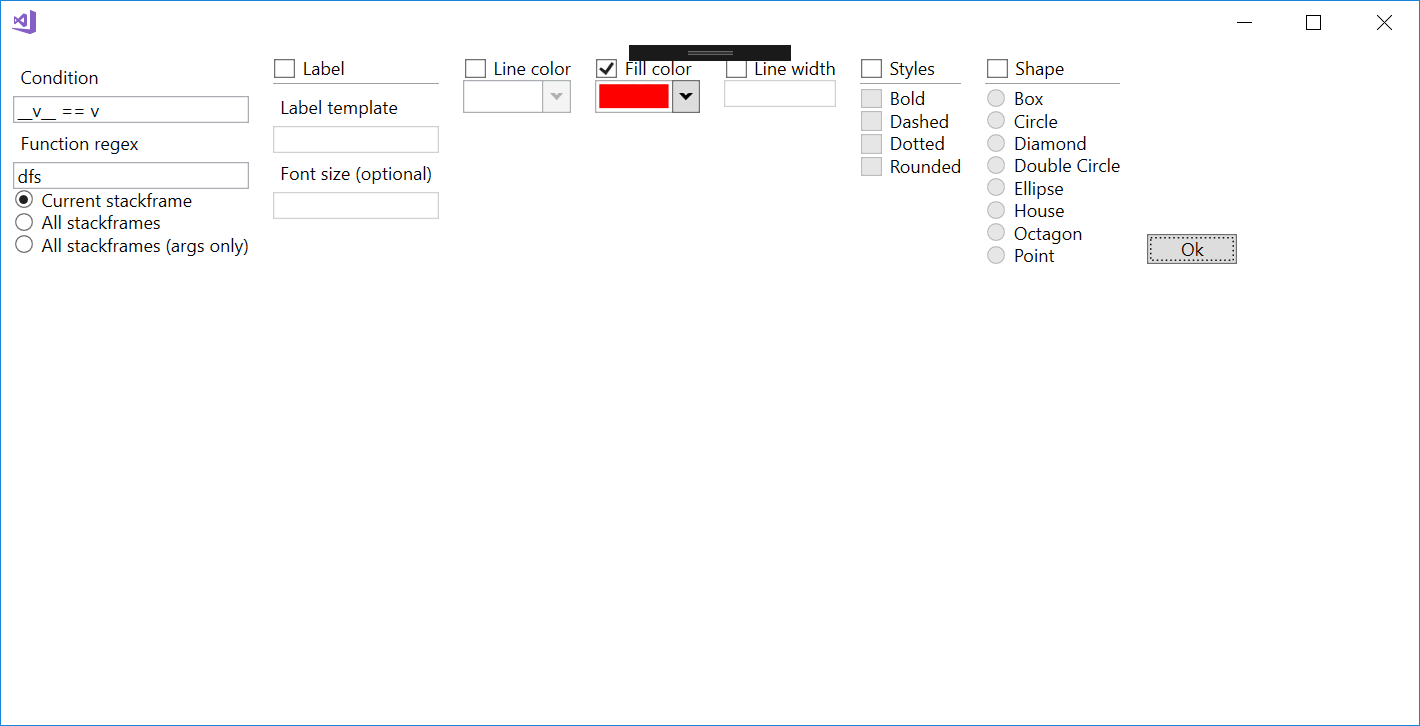 Condition
__v__ == v
Function regex
dfs
Current stackframe
All stackframes
All stackframes (args only)
Label
Label template
Font size (optional)
Line color
Fill color
Line width
Styles
Bold
Dashed
Dotted
Rounded
Shape
Box
Circle
Diamond
Double Circle
Ellipse
House
Octagon
Point
Ok